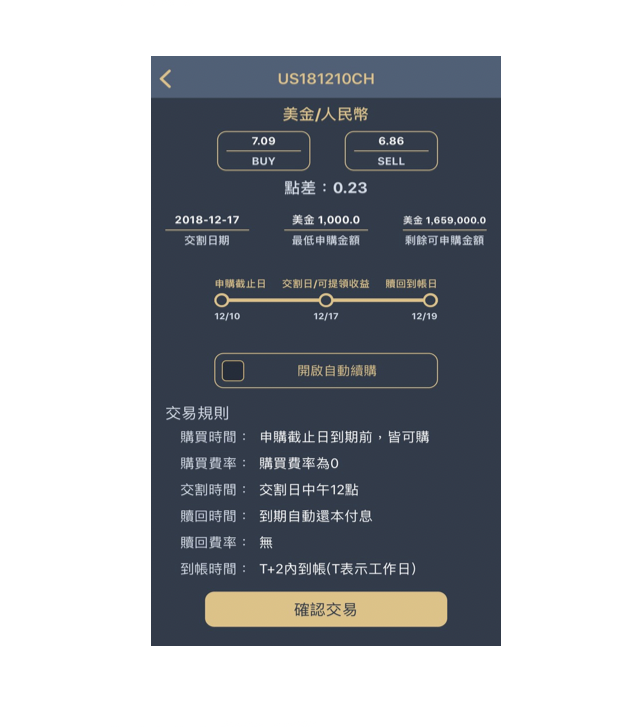 US181210CH
美金/人民幣
7.09 6.86
BUY SELL
點差：0.23
2018-12-17 美金 1,000.0 美金 1,659,000.0
交割日期 最低申購金額 剩餘可申購金額
申購截止日 交割日/可提領收益 贖回到帳日
12/10 12/17 12/19
開啟自動續購
交易規則
購買時間： 申購截止日到期前，皆可購
購買費率： 購買費率為0
交割時間： 交割日中午12點
贖回時間： 到期自動還本付息
贖回費率： 無
到帳時間： T+2內到帳(T表示工作日)
確認交易